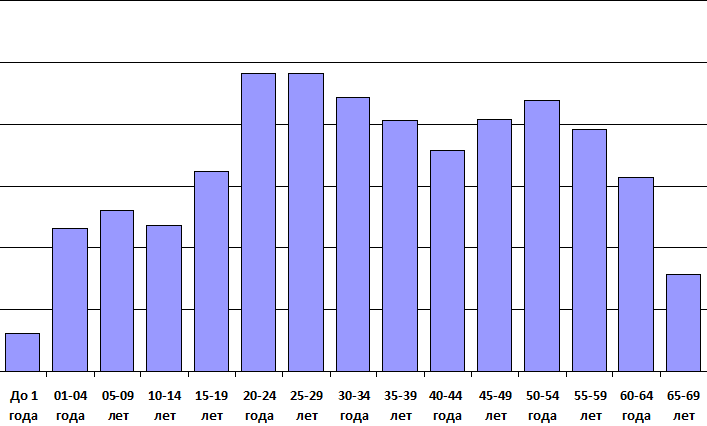 До 1 01-04 05-09 10-14 15-19 20-24 25-29 30-34 35-39 40-44 45-49 50-54 55-59 60-64 65-69
года года лет лет лет года лет года лет года лет года лет года лет